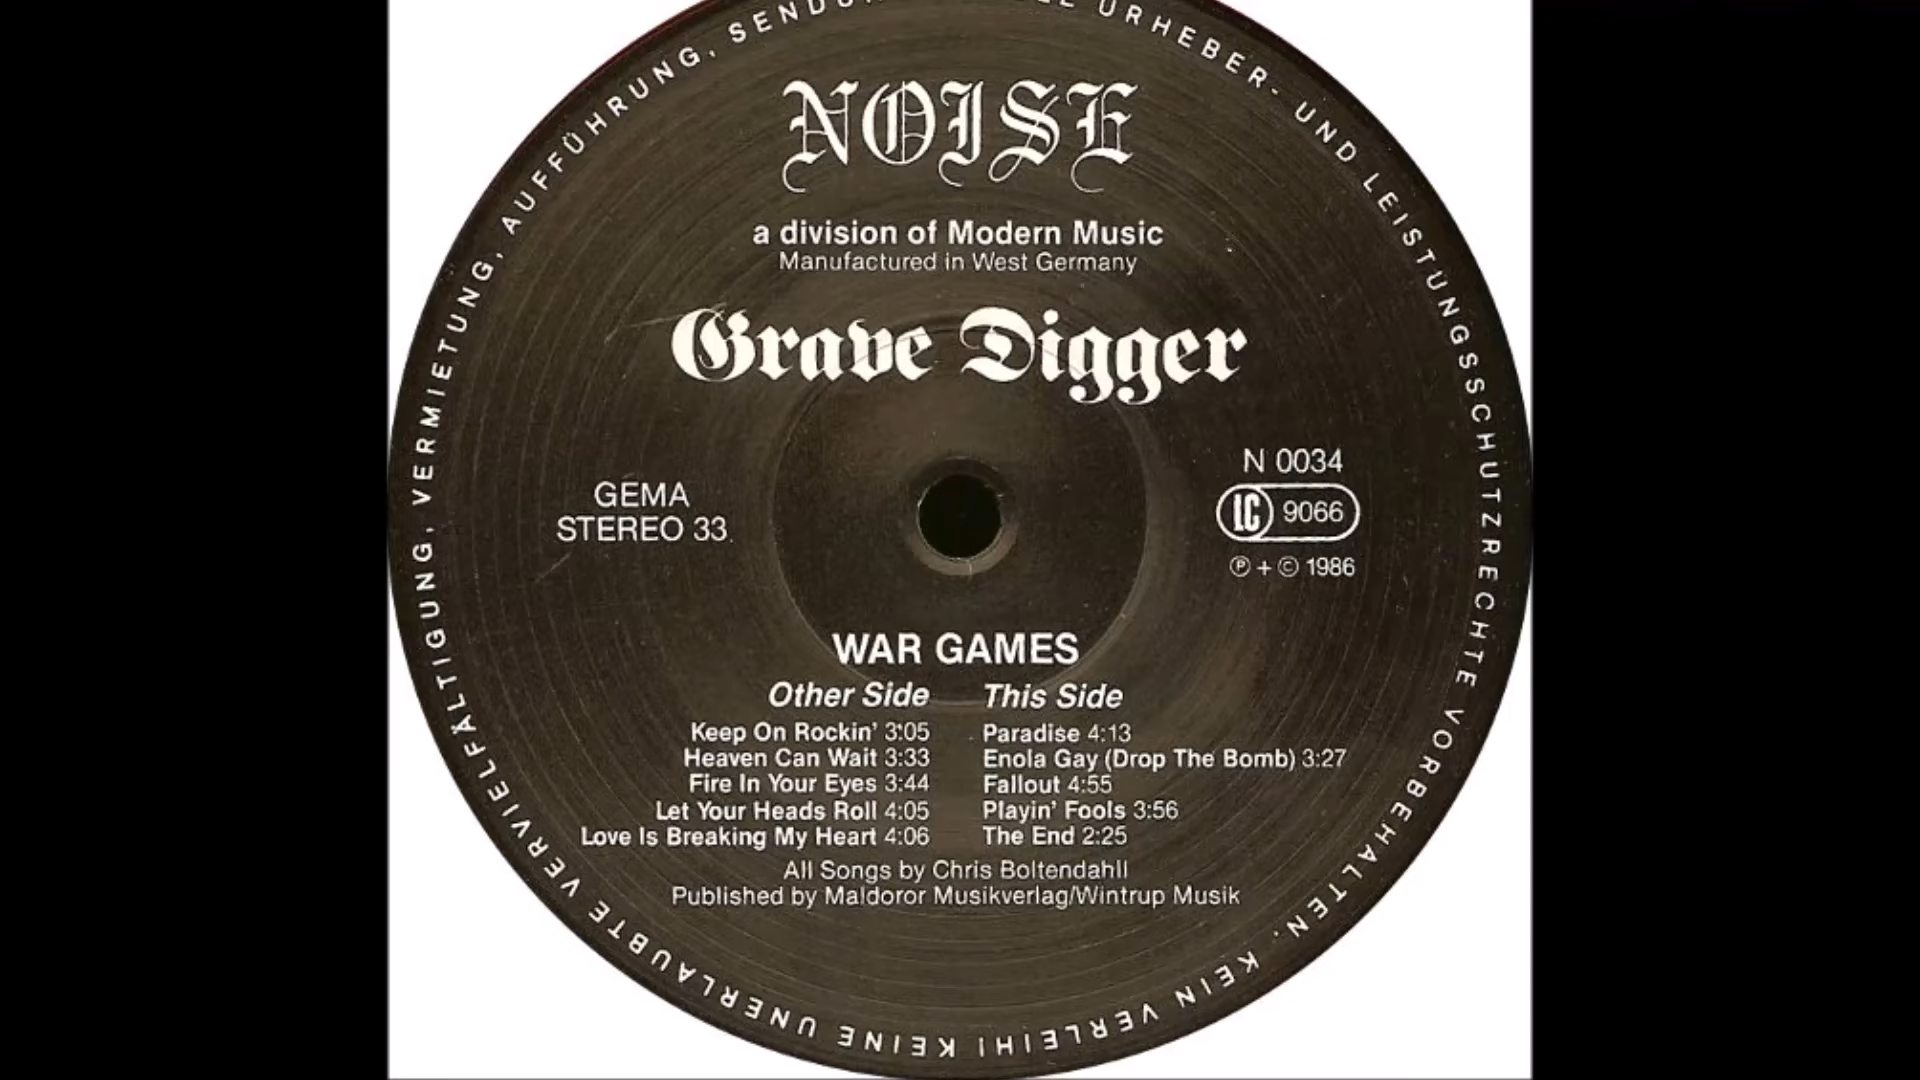 NOISE
a division of Modern Music
Manufactured in West Germany
Grave Digger
GEMA
STEREO 33
N 0034
LC 9066
℗ + © 1986
WAR GAMES
Other Side
Keep On Rockin' 3:05
Heaven Can Wait 3:33
Fire In Your Eyes 3:44
Let Your Heads Roll 4:05
Love Is Breaking My Heart 4:06
This Side
Paradise 4:13
Enola Gay (Drop The Bomb) 3:27
Fallout 4:55
Playin' Fools 3:56
The End 2:25
All Songs by Chris Boltendahll
Published by Maldoror Musikverlag/Wintrup Musik
URHEBER- UND LEISTUNGSSCHUTZRECHTE VORBEHALTEN. KEIN VERLEIH! KEINE UNERLAUBTE VERVIELFÄLTIGUNG, VERMIETUNG, AUFFÜHRUNG,